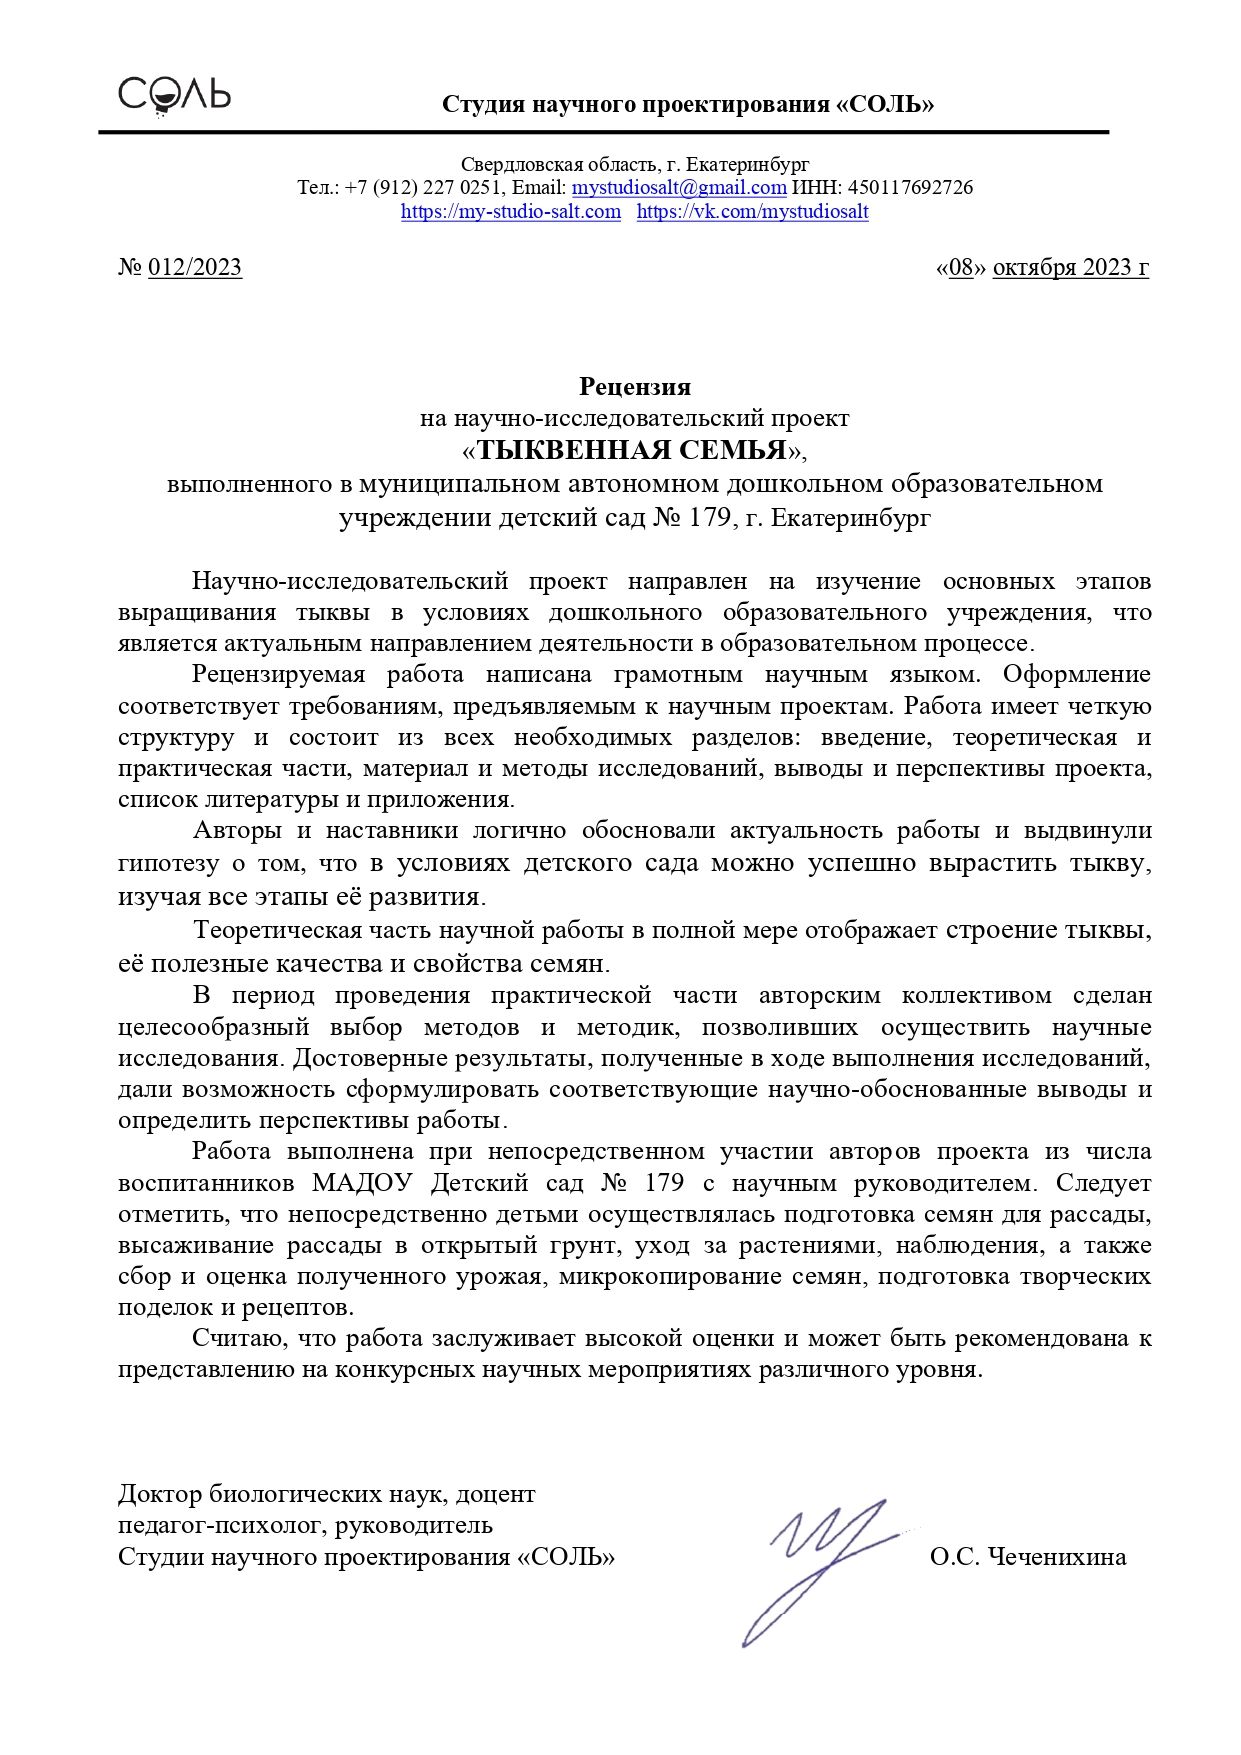 СОЛЬ
Студия научного проектирования «СОЛЬ»
Свердловская область, г. Екатеринбург
Тел.: +7 (912) 227 0251, Email: mystudiosalt@gmail.com ИНН: 450117692726
https://my-studio-salt.com https://vk.com/mystudiosalt
№ 012/2023 «08» октября 2023 г
Рецензия
на научно-исследовательский проект
«ТЫКВЕННАЯ СЕМЬЯ»,
выполненного в муниципальном автономном дошкольном образовательном
учреждении детский сад № 179, г. Екатеринбург
Научно-исследовательский проект направлен на изучение основных этапов
выращивания тыквы в условиях дошкольного образовательного учреждения, что
является актуальным направлением деятельности в образовательном процессе.
Рецензируемая работа написана грамотным научным языком. Оформление
соответствует требованиям, предъявляемым к научным проектам. Работа имеет четкую
структуру и состоит из всех необходимых разделов: введение, теоретическая и
практическая части, материал и методы исследований, выводы и перспективы проекта,
список литературы и приложения.
Авторы и наставники логично обосновали актуальность работы и выдвинули
гипотезу о том, что в условиях детского сада можно успешно вырастить тыкву,
изучая все этапы её развития.
Теоретическая часть научной работы в полной мере отображает строение тыквы,
её полезные качества и свойства семян.
В период проведения практической части авторским коллективом сделан
целесообразный выбор методов и методик, позволивших осуществить научные
исследования. Достоверные результаты, полученные в ходе выполнения исследований,
дали возможность сформулировать соответствующие научно-обоснованные выводы и
определить перспективы работы.
Работа выполнена при непосредственном участии авторов проекта из числа
воспитанников МАДОУ Детский сад № 179 с научным руководителем. Следует
отметить, что непосредственно детьми осуществлялась подготовка семян для рассады,
высаживание рассады в открытый грунт, уход за растениями, наблюдения, а также
сбор и оценка полученного урожая, микрокопирование семян, подготовка творческих
поделок и рецептов.
Считаю, что работа заслуживает высокой оценки и может быть рекомендована к
представлению на конкурсных научных мероприятиях различного уровня.
Доктор биологических наук, доцент
педагог-психолог, руководитель
Студии научного проектирования «СОЛЬ» О.С. Чеченихина